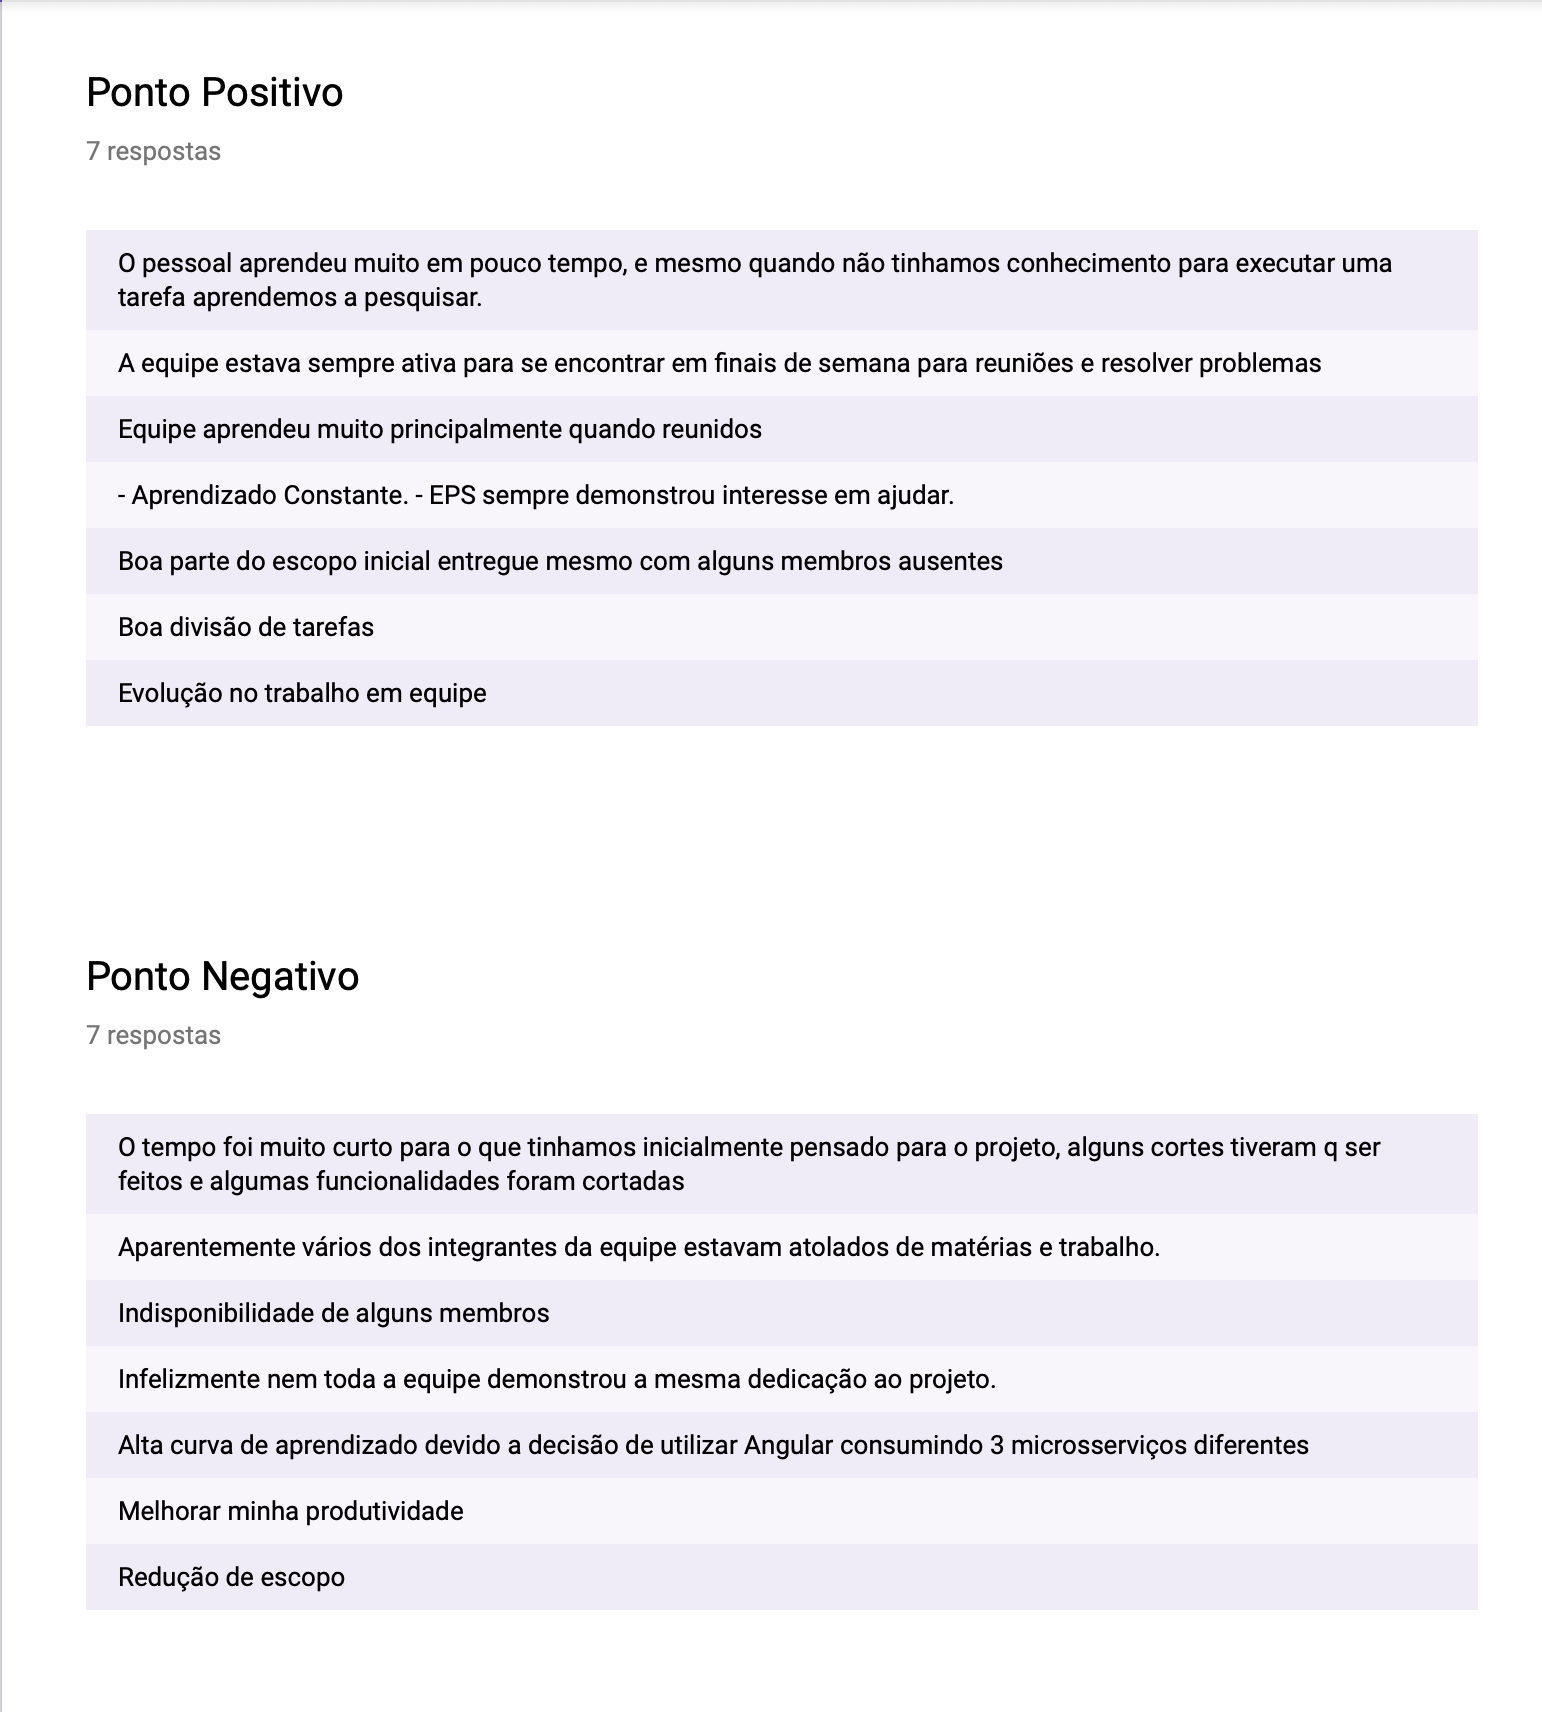 Ponto Positivo
7 respostas
O pessoal aprendeu muito em pouco tempo, e mesmo quando não tinhamos conhecimento para executar uma
tarefa aprendemos a pesquisar.
A equipe estava sempre ativa para se encontrar em finais de semana para reuniões e resolver problemas
Equipe aprendeu muito principalmente quando reunidos
- Aprendizado Constante. - EPS sempre demonstrou interesse em ajudar.
Boa parte do escopo inicial entregue mesmo com alguns membros ausentes
Boa divisão de tarefas
Evolução no trabalho em equipe
Ponto Negativo
7 respostas
O tempo foi muito curto para o que tinhamos inicialmente pensado para o projeto, alguns cortes tiveram q ser
feitos e algumas funcionalidades foram cortadas
Aparentemente vários dos integrantes da equipe estavam atolados de matérias e trabalho.
Indisponibilidade de alguns membros
Infelizmente nem toda a equipe demonstrou a mesma dedicação ao projeto.
Alta curva de aprendizado devido a decisão de utilizar Angular consumindo 3 microsserviços diferentes
Melhorar minha produtividade
Redução de escopo